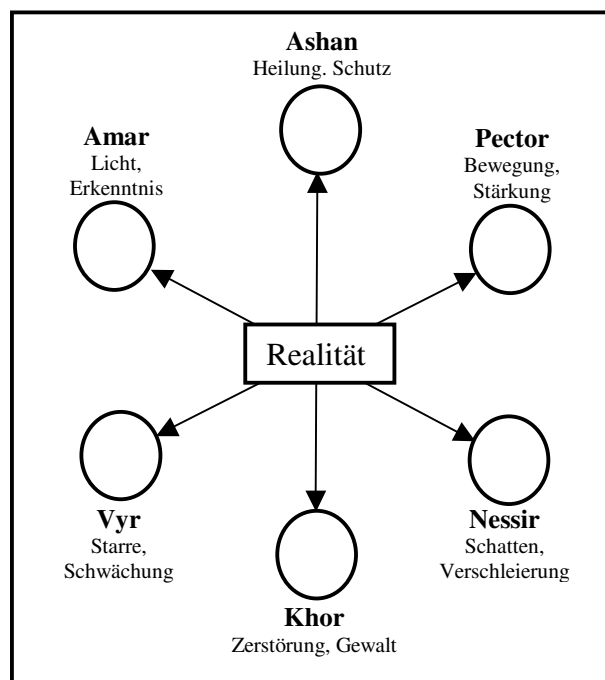 Ashan
Heilung. Schutz
Amar
Licht,
Erkenntnis
Pector
Bewegung,
Stärkung
Realität
Vyr
Starre,
Schwächung
Nessir
Schatten,
Verschleierung
Khor
Zerstörung, Gewalt